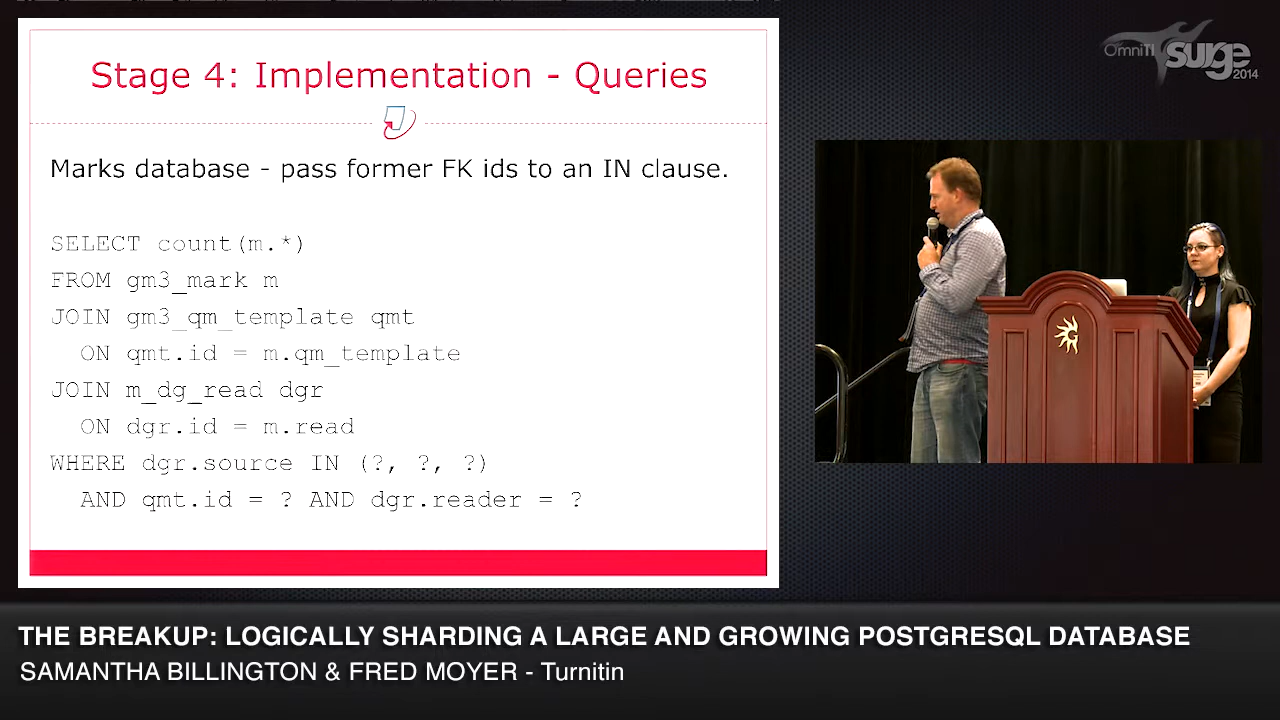 Stage 4: Implementation - Queries
Marks database - pass former FK ids to an IN clause.
SELECT count(m.*)
FROM gm3_mark m
JOIN gm3_qm_template qmt
ON qmt.id = m.qm_template
JOIN m_dg_read dgr
ON dgr.id = m.read
WHERE dgr.source IN (?, ?, ?)
AND qmt.id = ? AND dgr.reader = ?
OmniTI surge
2014
THE BREAKUP: LOGICALLY SHARDING A LARGE AND GROWING POSTGRESQL DATABASE
SAMANTHA BILLINGTON & FRED MOYER - Turnitin